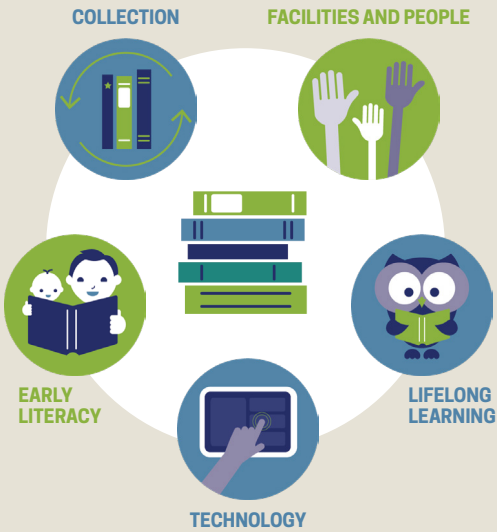 COLLECTION
FACILITIES AND PEOPLE
EARLY
LITERACY
LIFELONG
LEARNING
TECHNOLOGY